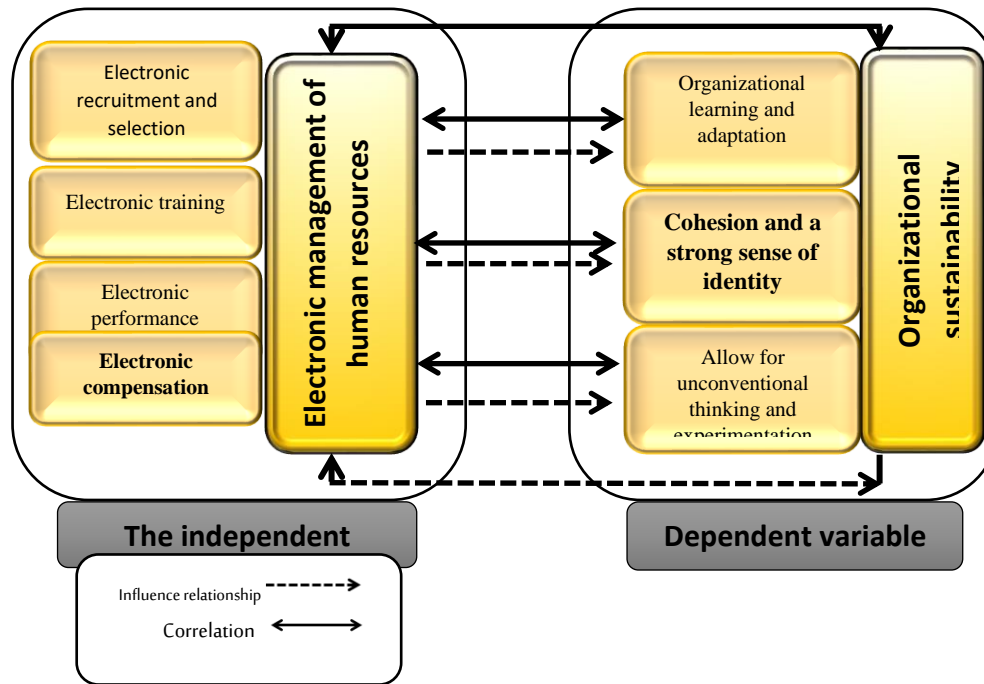 Electronic
recruitment and
selection
Electronic training
Electronic
performance
Electronic
compensation
Electronic management of
human resources
Organizational
learning and
adaptation
Cohesion and a
strong sense of
identity
Allow for
unconventional
thinking and
experimentation
Organizational
sustainability
The independent
Dependent variable
Influence relationship
Correlation